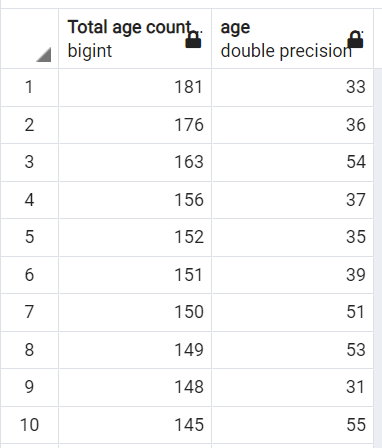 Total age count.. age
bigint double precision
1 181 33
2 176 36
3 163 54
4 156 37
5 152 35
6 151 39
7 150 51
8 149 53
9 148 31
10 145 55